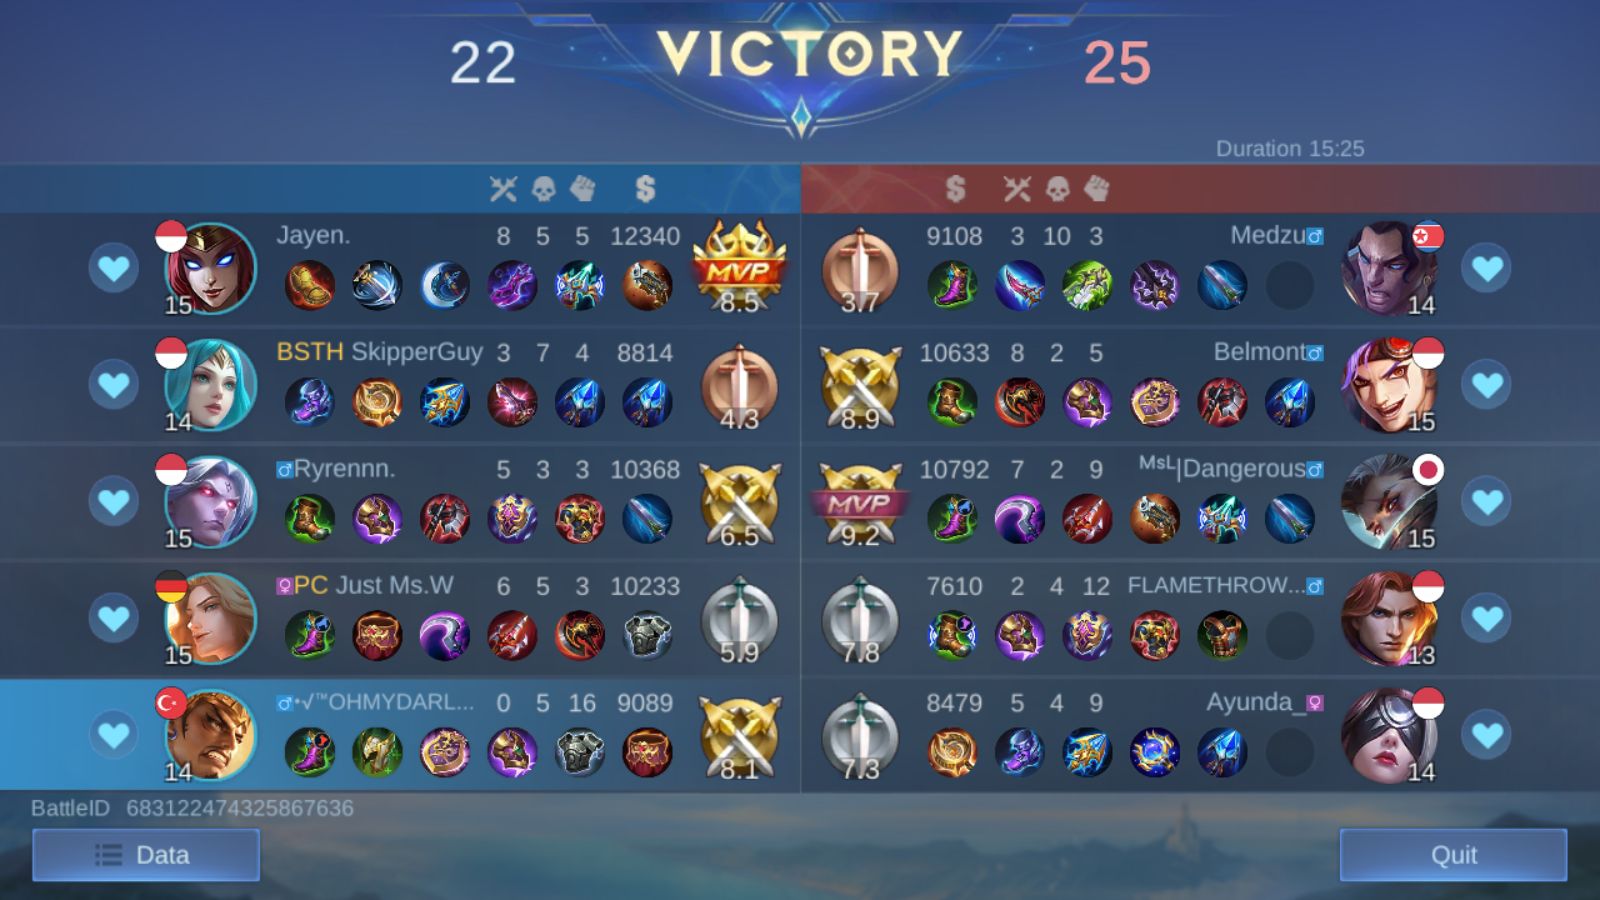 22 VICTORY 25
Duration 15:25
$ $
Jayen. 8 5 5 12340 MVP 8.5 15
3.7 9108 3 10 3 Medzu♂ 14
BSTH SkipperGuy 3 7 4 8814 4.3 14
8.9 10633 8 2 5 Belmont♂ 15
♂Ryrennn. 5 3 3 10368 6.5 15
MVP 9.2 10792 7 2 9 ᴹˢᴸ|Dangerous♂ 15
♀PC Just Ms.W 6 5 3 10233 5.9 15
7.8 7610 2 4 12 FLAMETHROW...♂ 13
♂•√™OHMYDARL... 0 5 16 9089 8.1 14
7.3 8479 5 4 9 Ayunda_♀ 14
BattleID 683122474325867636
Data
Quit